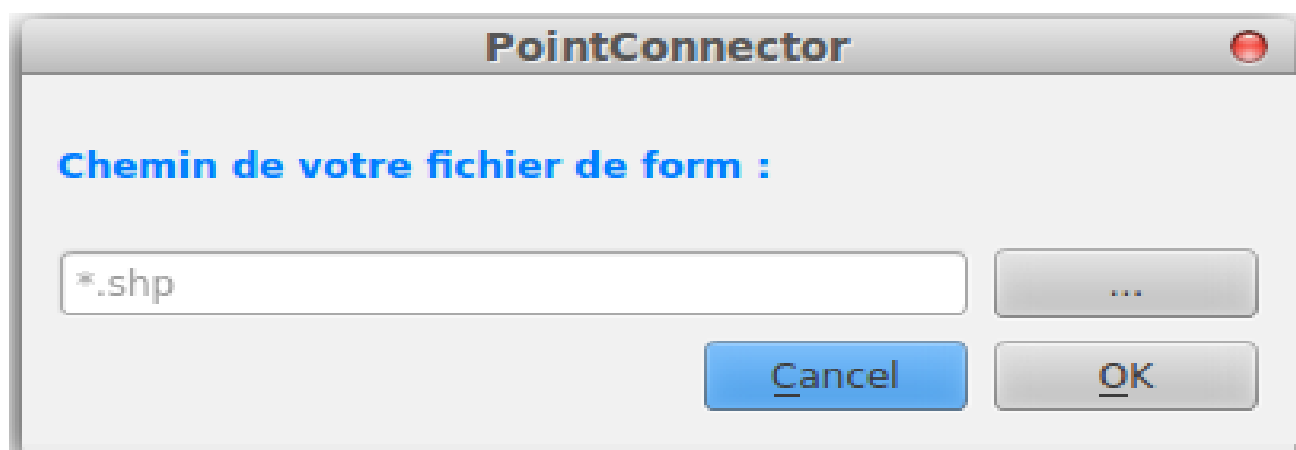 PointConnector
Chemin de votre fichier de form :
*.shp
...
Cancel
OK